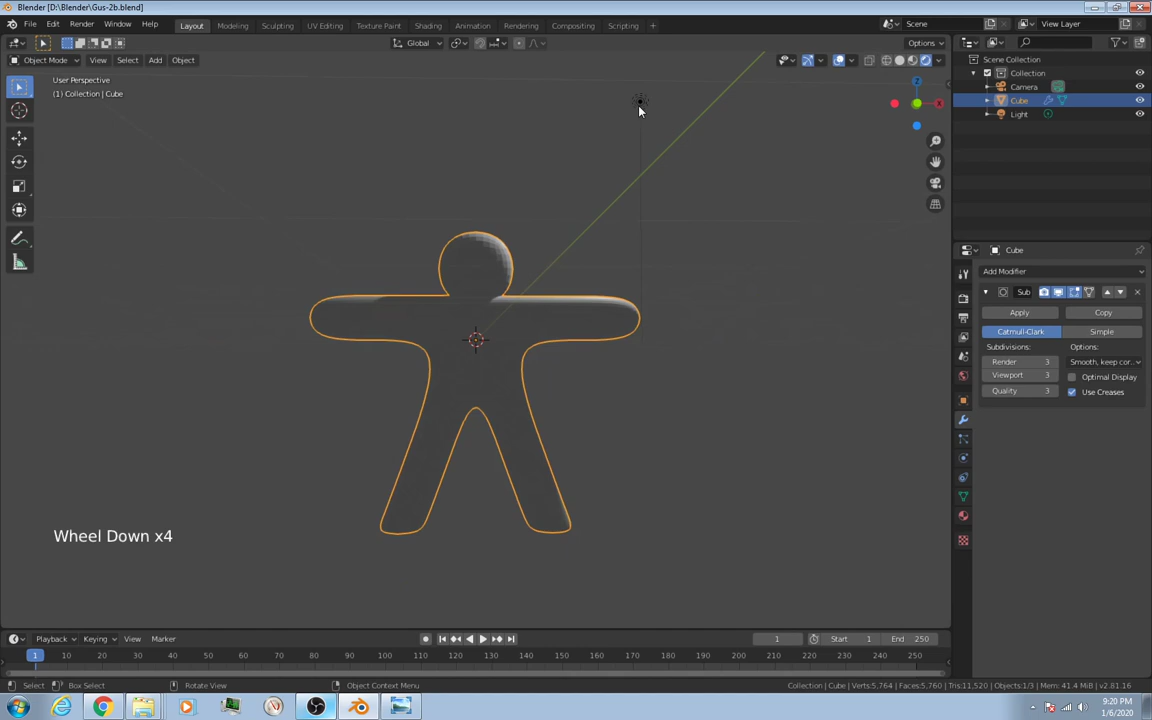 Blender [D:\Blender\Gus-2b.blend]
File Edit Render Window Help
Layout Modeling Sculpting UV Editing Texture Paint Shading Animation Rendering Compositing Scripting +
Scene
View Layer
Global
Options
Object Mode View Select Add Object
User Perspective
(1) Collection | Cube
Z
X
Scene Collection
Collection
Camera
Cube
Light
Cube
Add Modifier
Sub
Apply Copy
Catmull-Clark Simple
Subdivisions: Options:
Render 3 Smooth, keep cor..
Viewport 3 Optimal Display
Quality 3 Use Creases
Wheel Down x4
Playback Keying View Marker
1 Start 1 End 250
1 10 20 30 40 50 60 70 80 90 100 110 120 130 140 150 160 170 180 190 200 210 220 230 240 250
Select Box Select Rotate View Object Context Menu
Collection | Cube | Verts:5,764 | Faces:5,760 | Tris:11,520 | Objects:1/3 | Mem: 41.4 MiB | v2.81.16
9:20 PM
1/6/2020